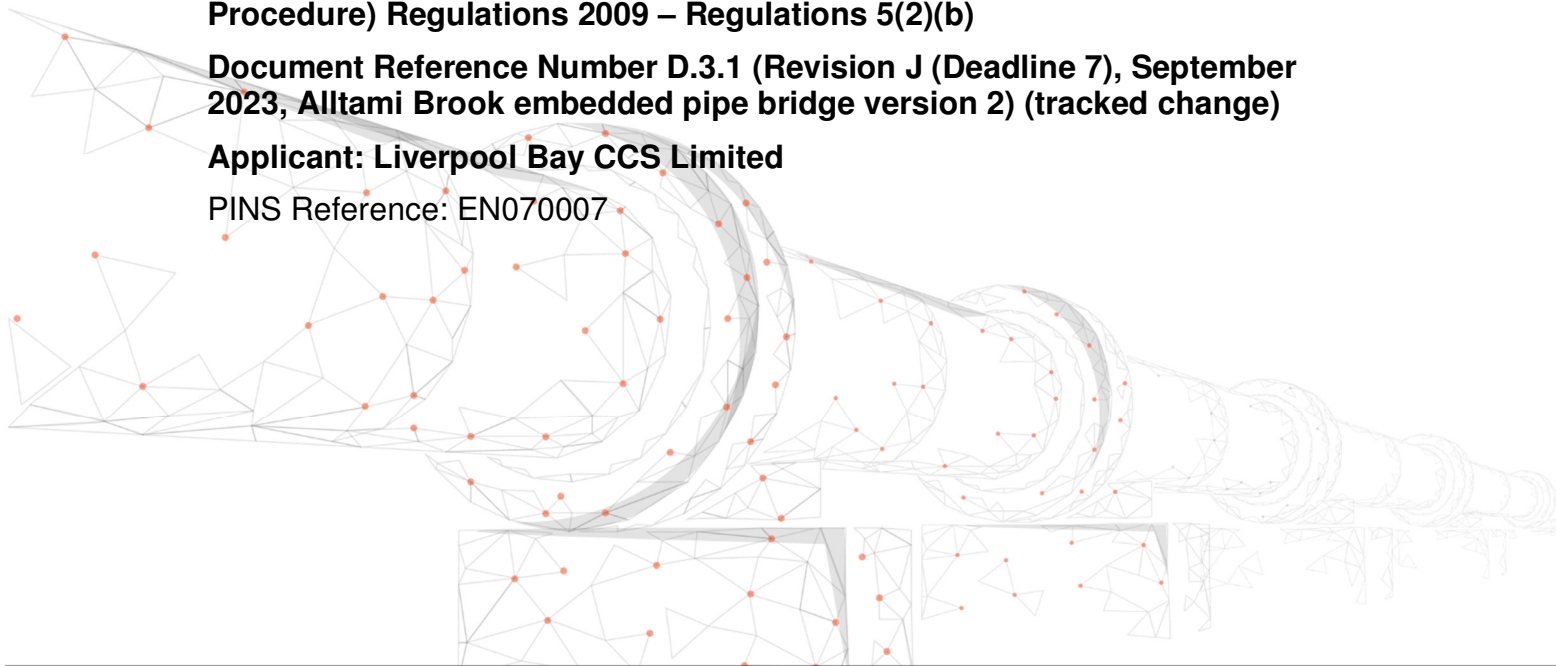 Procedure) Regulations 2009 – Regulations 5(2)(b)
Document Reference Number D.3.1 (Revision J (Deadline 7), September
2023, Alltami Brook embedded pipe bridge version 2) (tracked change)
Applicant: Liverpool Bay CCS Limited
PINS Reference: EN070007